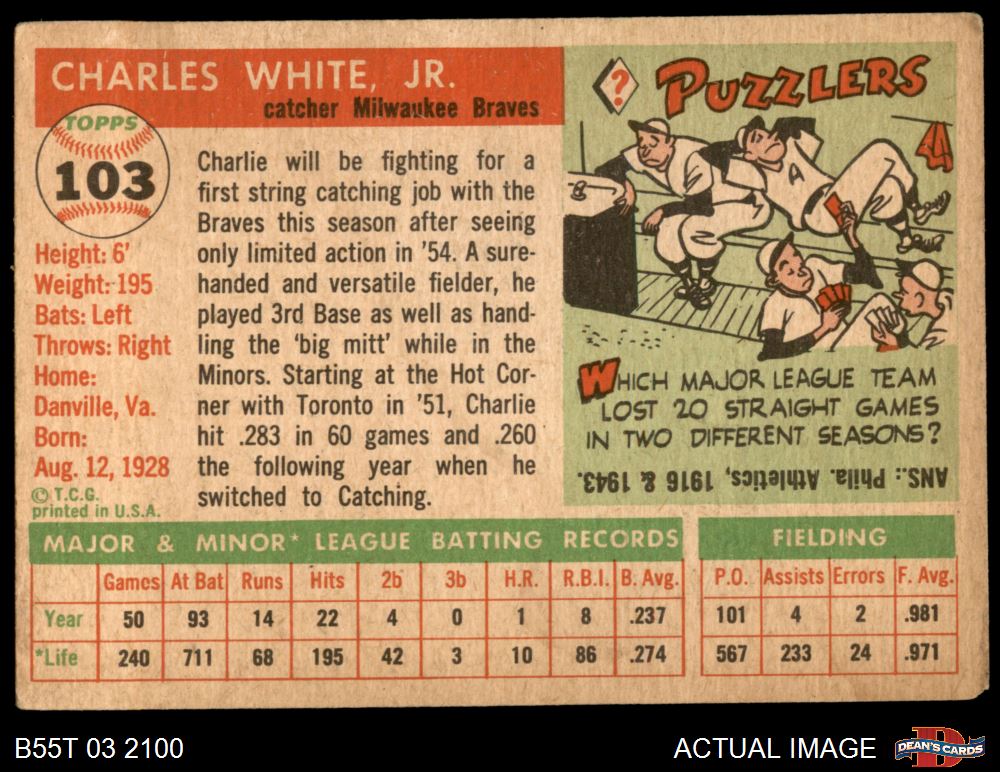 CHARLES WHITE, JR.
catcher Milwaukee Braves
TOPPS
103
Height: 6'
Weight: 195
Bats: Left
Throws: Right
Home:
Danville, Va.
Born:
Aug. 12, 1928
© T.C.G.
printed in U.S.A.
Charlie will be fighting for a
first string catching job with the
Braves this season after seeing
only limited action in '54. A sure-
handed and versatile fielder, he
played 3rd Base as well as hand-
ling the 'big mitt' while in the
Minors. Starting at the Hot Cor-
ner with Toronto in '51, Charlie
hit .283 in 60 games and .260
the following year when he
switched to Catching.
?
PUZZLERS
A
WHICH MAJOR LEAGUE TEAM
LOST 20 STRAIGHT GAMES
IN TWO DIFFERENT SEASONS?
ANS.: Phila. Athletics, 1916 & 1943.
MAJOR & MINOR* LEAGUE BATTING RECORDS
Games At Bat Runs Hits 2b 3b H.R. R.B.I. B. Avg.
Year 50 93 14 22 4 0 1 8 .237
*Life 240 711 68 195 42 3 10 86 .274
FIELDING
P.O. Assists Errors F. Avg.
101 4 2 .981
567 233 24 .971
B55T 03 2100
ACTUAL IMAGE
D
DEAN'S CARDS